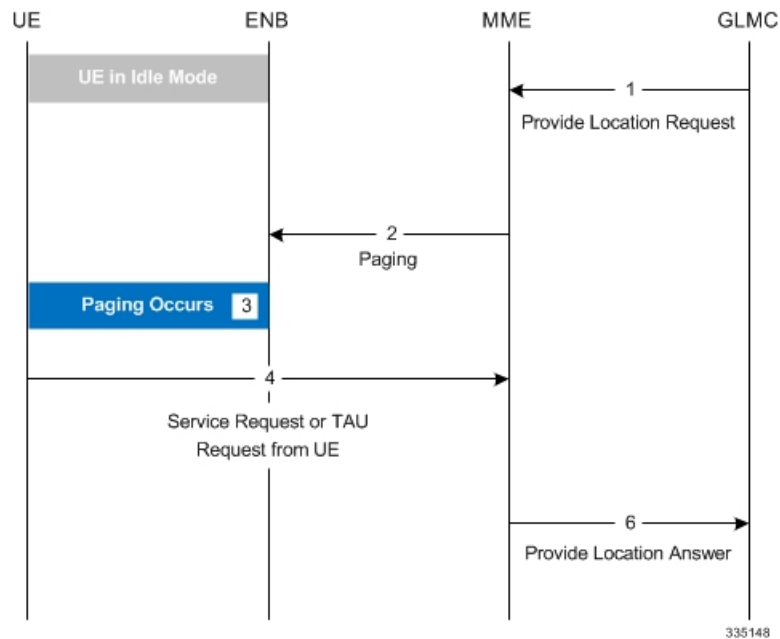 UE ENB MME GLMC
UE in Idle Mode
1
Provide Location Request
2
Paging
Paging Occurs 3
4
Service Request or TAU
Request from UE
6
Provide Location Answer
335148